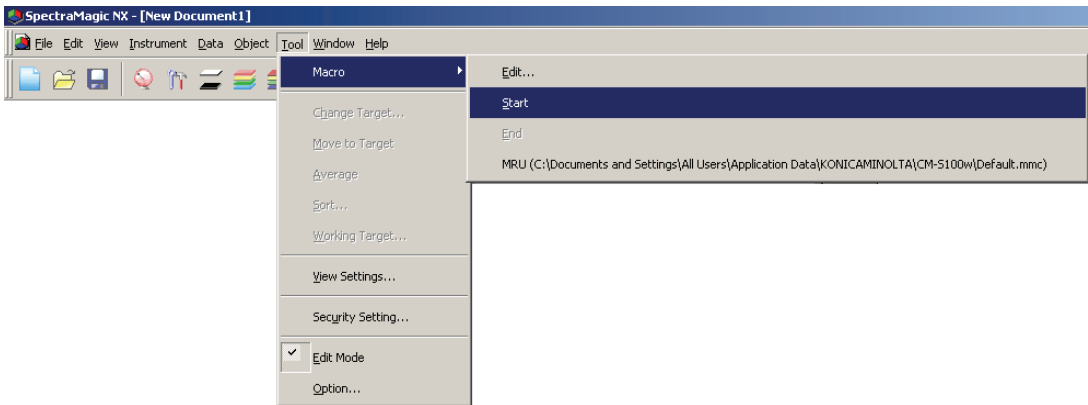 SpectraMagic NX - [New Document1]
File Edit View Instrument Data Object Tool Window Help
Macro
Edit...
Start
End
MRU (C:\Documents and Settings\All Users\Application Data\KONICAMINOLTA\CM-S100w\Default.mmc)
Change Target...
Move to Target
Average
Sort...
Working Target...
View Settings...
Security Setting...
Edit Mode
Option...